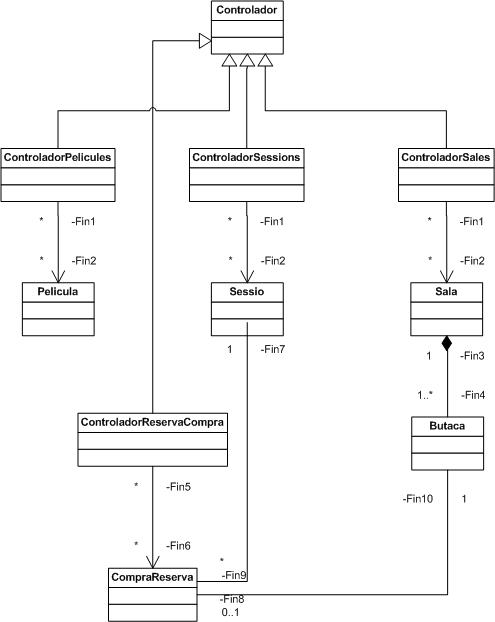 Controlador
ControladorPelicules
ControladorSessions
ControladorSales
* -Fin1
* -Fin1
* -Fin1
* -Fin2
* -Fin2
* -Fin2
Pelicula
Sessio
Sala
1 -Fin7
1 -Fin3
1..* -Fin4
ControladorReservaCompra
Butaca
* -Fin5
-Fin10 1
* -Fin6
*
-Fin9
CompraReserva
-Fin8
0..1